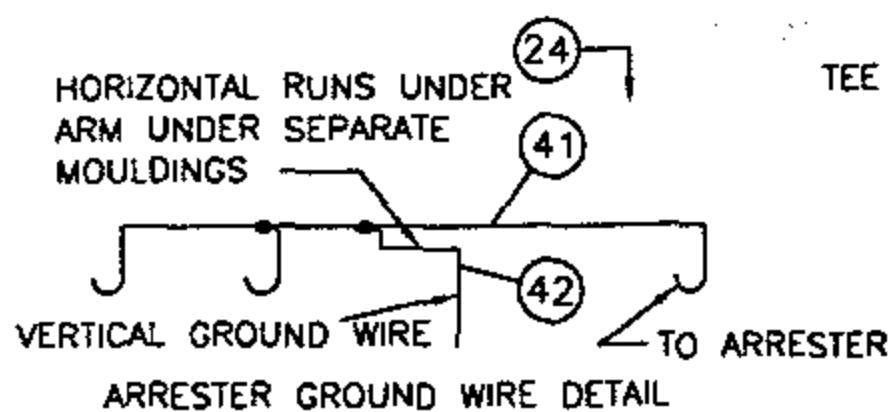 24
TEE
HORIZONTAL RUNS UNDER
ARM UNDER SEPARATE
MOULDINGS
41
42
VERTICAL GROUND WIRE
TO ARRESTER
ARRESTER GROUND WIRE DETAIL